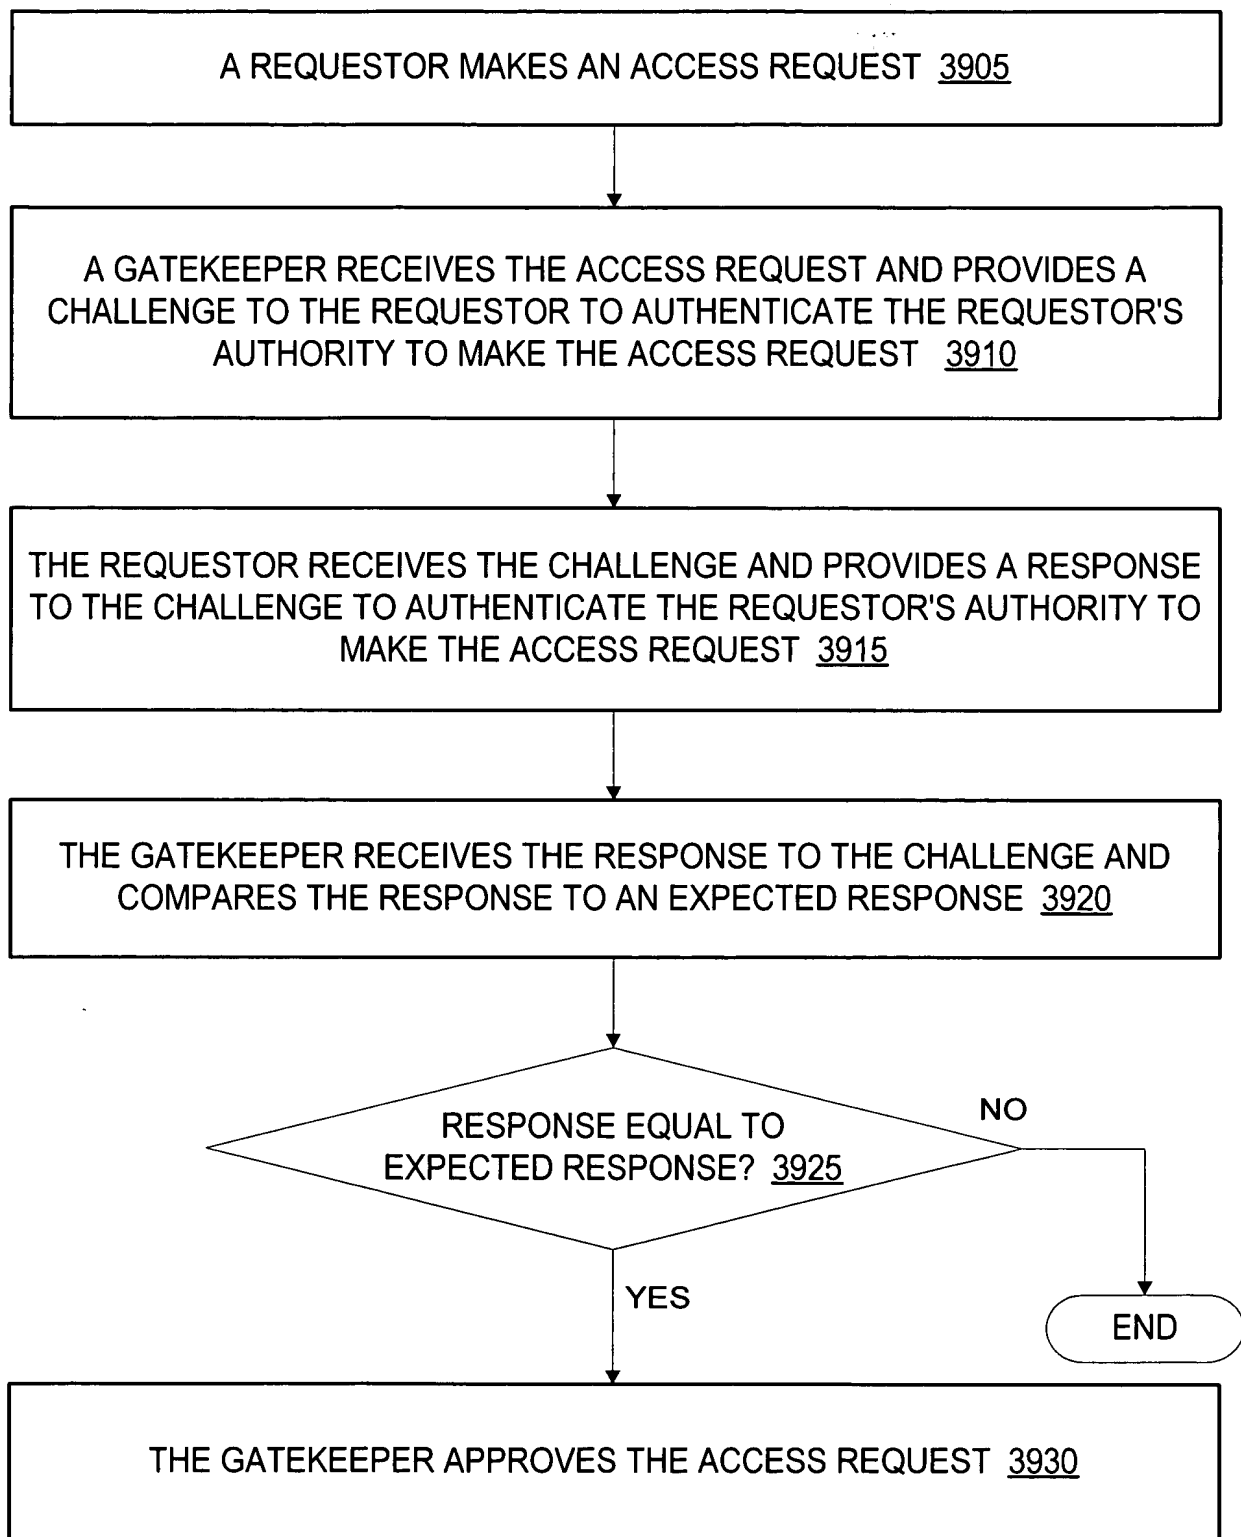 A REQUESTOR MAKES AN ACCESS REQUEST 3905
A GATEKEEPER RECEIVES THE ACCESS REQUEST AND PROVIDES A
CHALLENGE TO THE REQUESTOR TO AUTHENTICATE THE REQUESTOR'S
AUTHORITY TO MAKE THE ACCESS REQUEST 3910
THE REQUESTOR RECEIVES THE CHALLENGE AND PROVIDES A RESPONSE
TO THE CHALLENGE TO AUTHENTICATE THE REQUESTOR'S AUTHORITY TO
MAKE THE ACCESS REQUEST 3915
THE GATEKEEPER RECEIVES THE RESPONSE TO THE CHALLENGE AND
COMPARES THE RESPONSE TO AN EXPECTED RESPONSE 3920
RESPONSE EQUAL TO
EXPECTED RESPONSE? 3925
NO
YES
END
THE GATEKEEPER APPROVES THE ACCESS REQUEST 3930